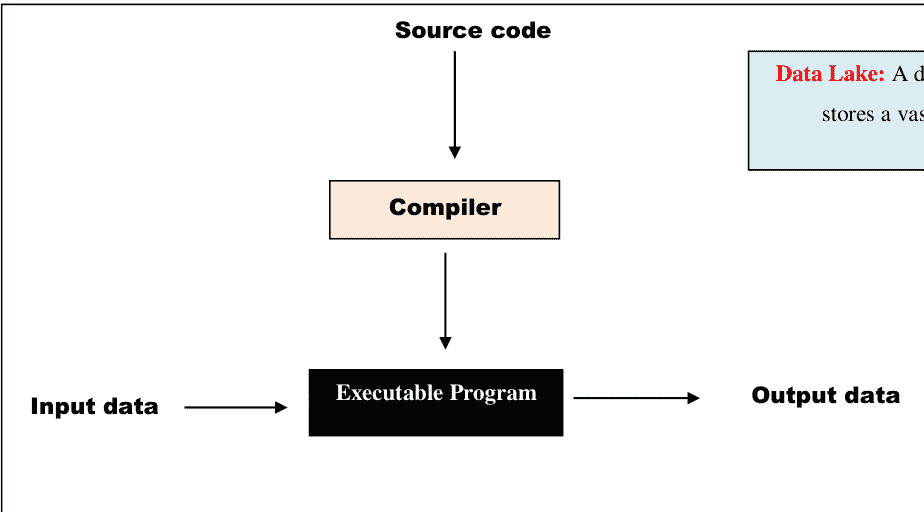 Source code
Data Lake: A
stores a
Compiler
Executable Program
Input data
Output data